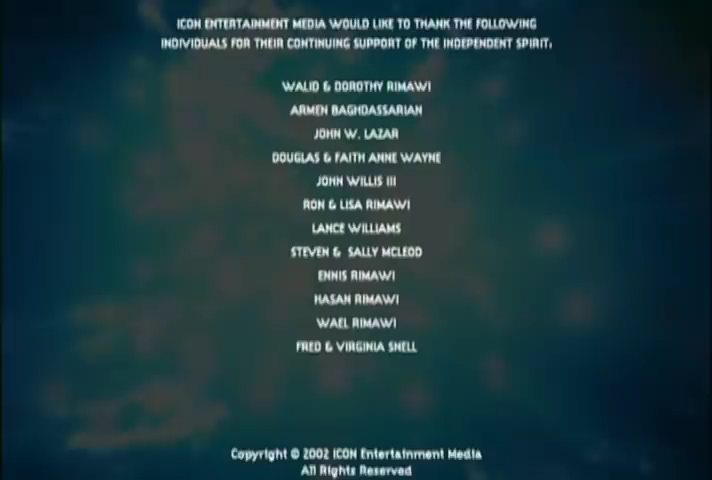 ICON ENTERTAINMENT MEDIA WOULD LIKE TO THANK THE FOLLOWING
INDIVIDUALS FOR THEIR CONTINUING SUPPORT OF THE INDEPENDENT SPIRIT.
WALID & DOROTHY RIMAWI
ARMEN BAGHDASSARIAN
JOHN W. LAZAR
DOUGLAS & FAITH ANNE WAYNE
JOHN WILLIS III
RON & LISA RIMAWI
LANCE WILLIAMS
STEVEN & SALLY MCLEOD
ENNIS RIMAWI
HASAN RIMAWI
WAEL RIMAWI
FRED & VIRGINIA SNELL
Copyright © 2002 ICON Entertainment Media
All Rights Reserved